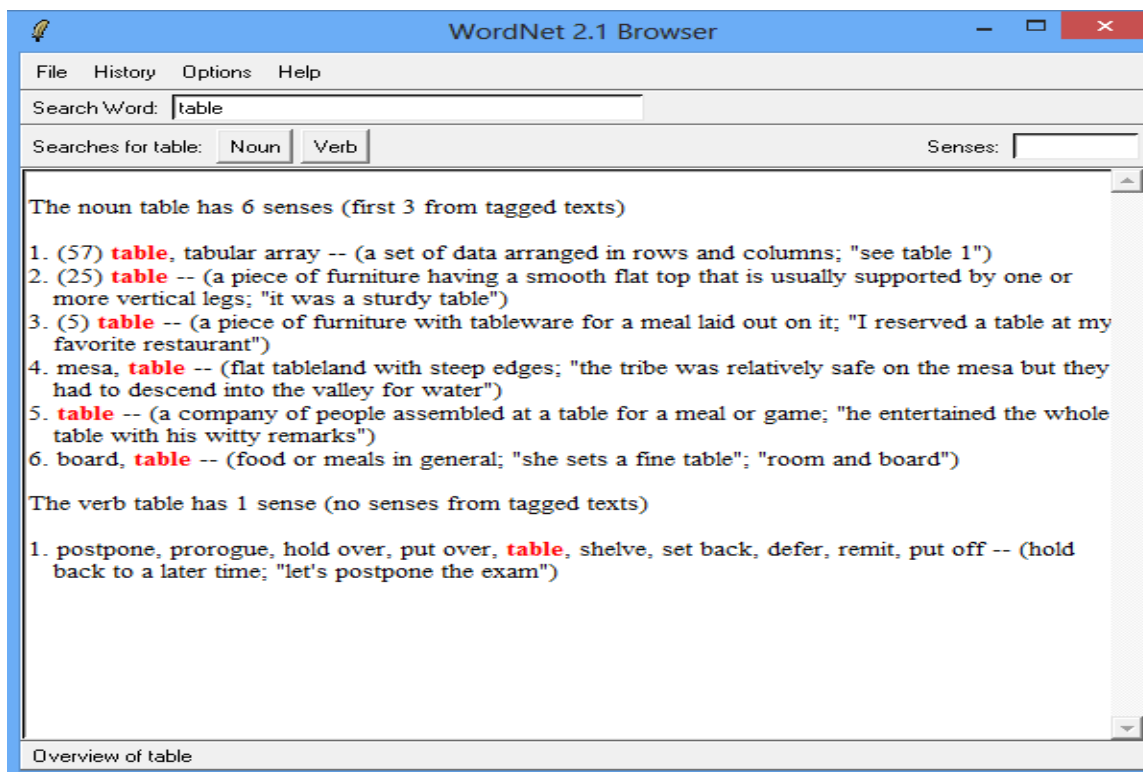 WordNet 2.1 Browser
File History Options Help
Search Word: table
Searches for table: Noun Verb Senses:
The noun table has 6 senses (first 3 from tagged texts)
1. (57) table, tabular array -- (a set of data arranged in rows and columns; "see table 1")
2. (25) table -- (a piece of furniture having a smooth flat top that is usually supported by one or
more vertical legs; "it was a sturdy table")
3. (5) table -- (a piece of furniture with tableware for a meal laid out on it; "I reserved a table at my
favorite restaurant")
4. mesa, table -- (flat tableland with steep edges; "the tribe was relatively safe on the mesa but they
had to descend into the valley for water")
5. table -- (a company of people assembled at a table for a meal or game; "he entertained the whole
table with his witty remarks")
6. board, table -- (food or meals in general; "she sets a fine table"; "room and board")
The verb table has 1 sense (no senses from tagged texts)
1. postpone, prorogue, hold over, put over, table, shelve, set back, defer, remit, put off -- (hold
back to a later time; "let's postpone the exam")
Overview of table